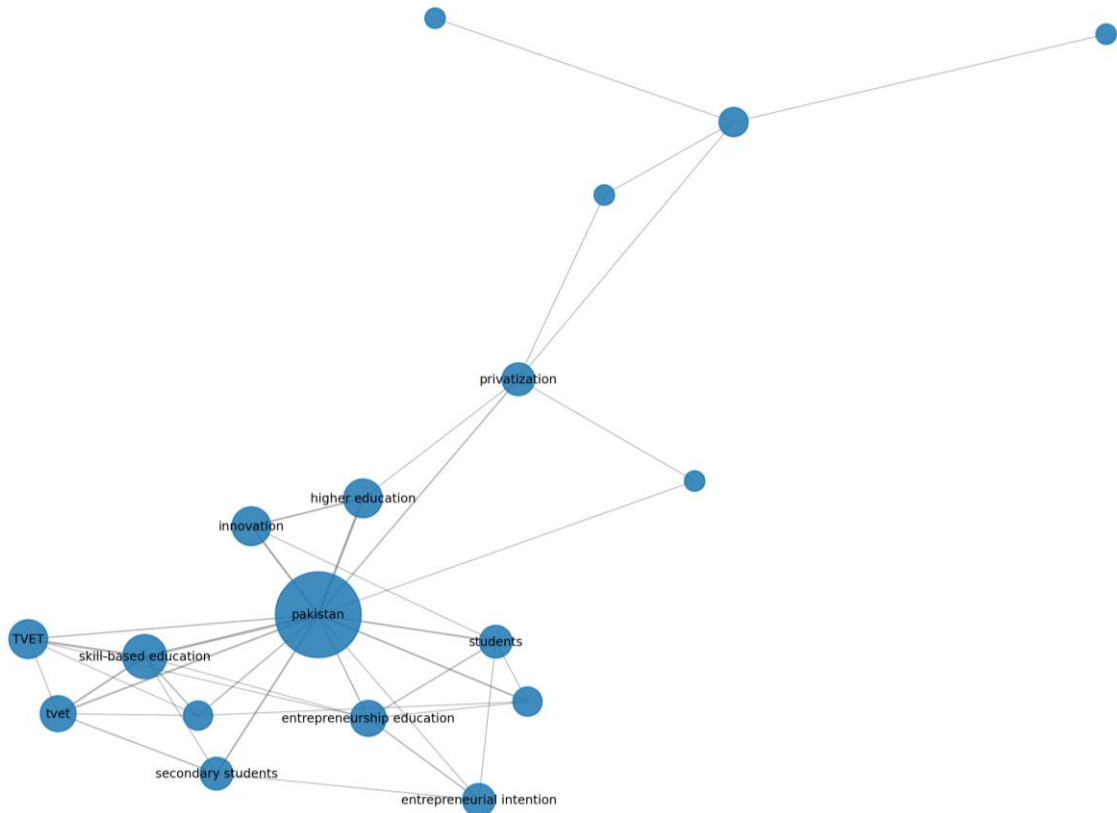 privatization
higher education
innovation
pakistan
TVET
students
skill-based education
tvet
entrepreneurship education
secondary students
entrepreneurial intention